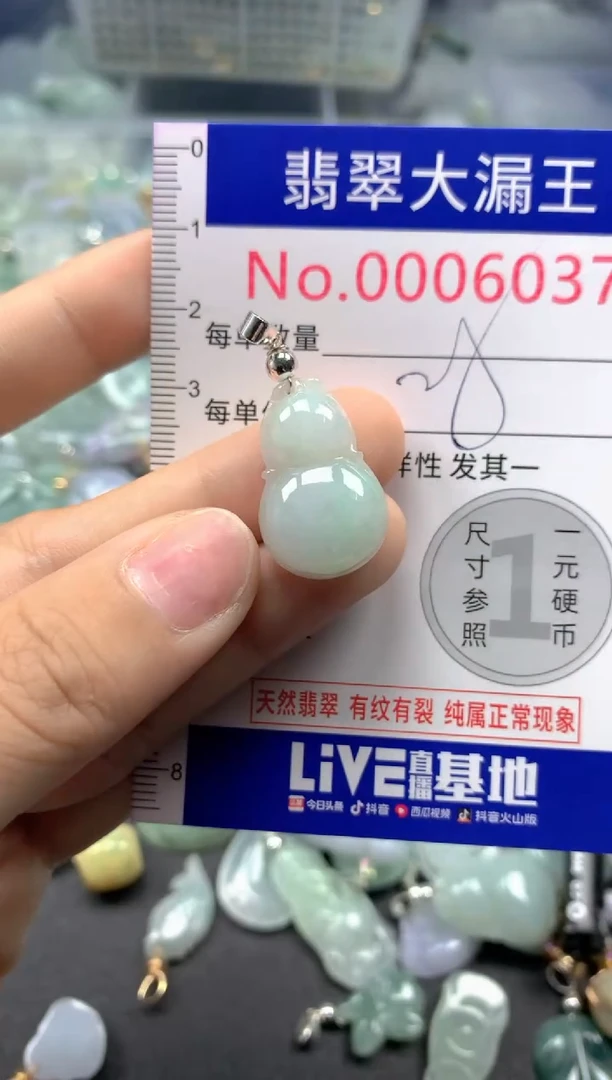 0
翡翠大漏王
1
No.0006037
2
每单数量
3
每单
样性 发其一
尺寸参照
1
一元硬币
天然翡翠 有纹有裂 纯属正常现象
8
LiVE直播基地
今日头条 抖音 西瓜视频 抖音火山版